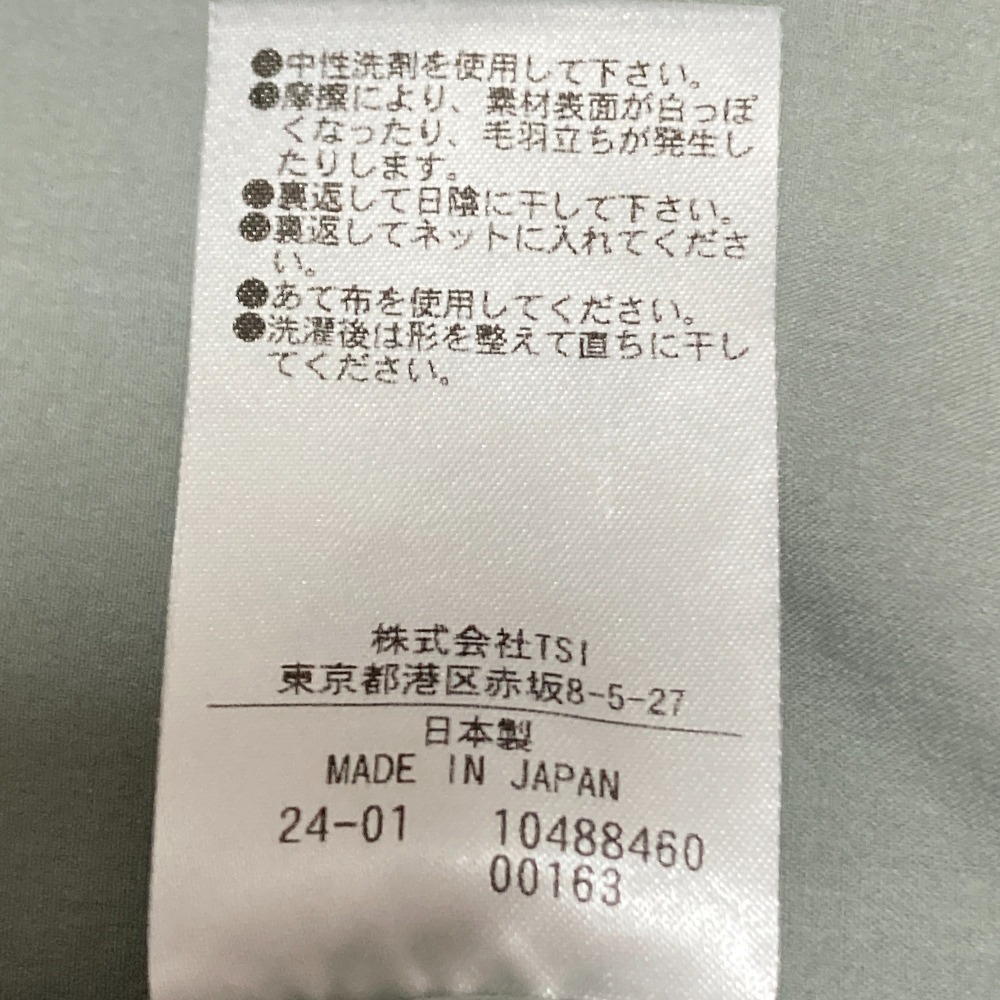 ●中性洗剤を使用して下さい。
●摩擦により、素材表面が白っぽ
くなったり、毛羽立ちが発生し
たりします。
●裏返して日陰に干して下さい。
●裏返してネットに入れてくださ
い。
●あて布を使用してください。
●洗濯後は形を整えて直ちに干し
てください。
株式会社TSI
東京都港区赤坂8-5-27
日本製
MADE IN JAPAN
24-01 10488460
00163